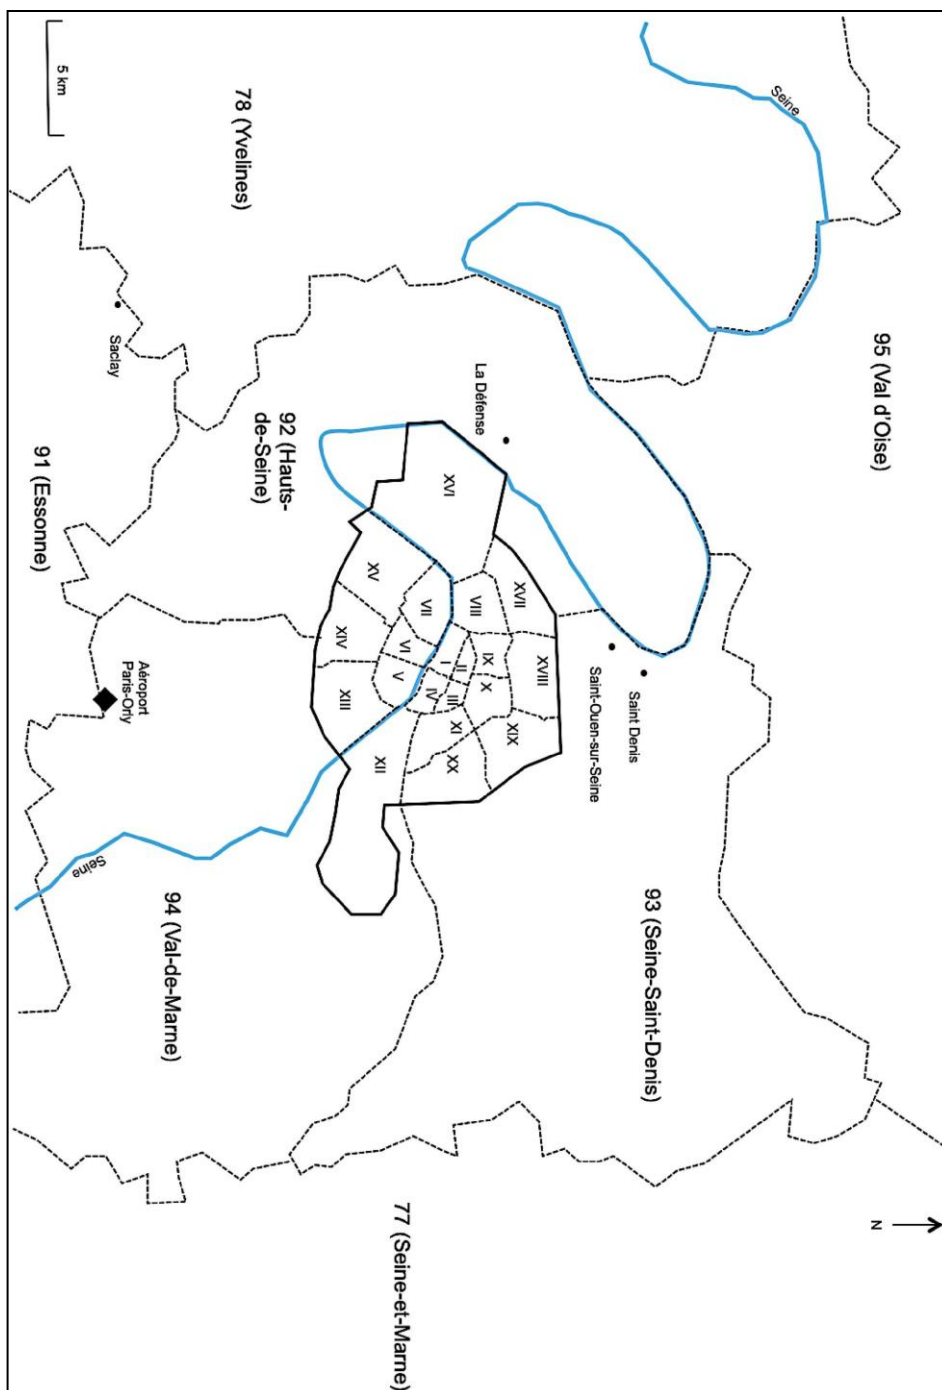 95 (Val d'Oise)
N
Seine
93 (Seine-Saint-Denis)
Saint Denis
Saint-Ouen-sur-Seine
La Défense
XVII
XVIII
XIX
VIII
IX
X
XVI
II
III
XI
XX
I
IV
VII
VI
V
XV
XIV
XIII
XII
77 (Seine-et-Marne)
92 (Hauts-
de-Seine)
78 (Yvelines)
94 (Val-de-Marne)
Saclay
Aéroport
Paris-Orly
Seine
5 km
91 (Essonne)